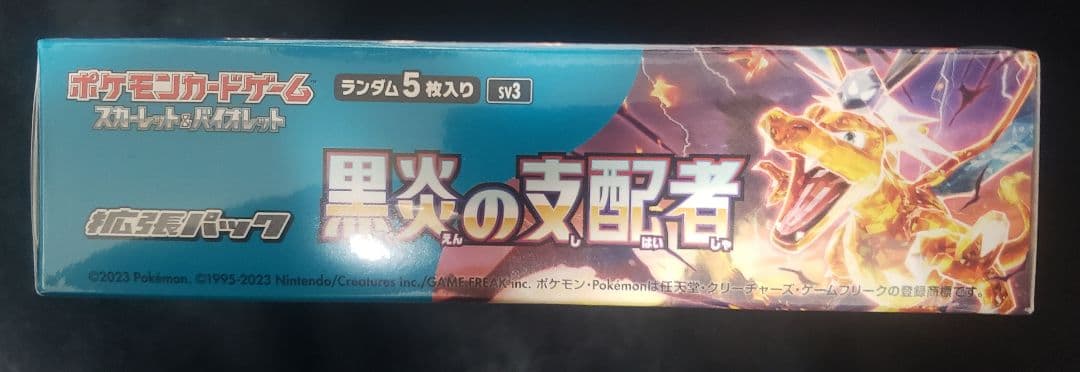 ポケモンカードゲーム
スカーレット&バイオレット
ランダム5枚入り
SV3
黒炎の支配者
えん し はい しゃ
拡張パック
©2023 Pokémon. ©1995-2023 Nintendo/Creatures inc./GAME FREAK inc. ポケモン・Pokémonは任天堂・クリーチャーズ・ゲームフリークの登録商標です。